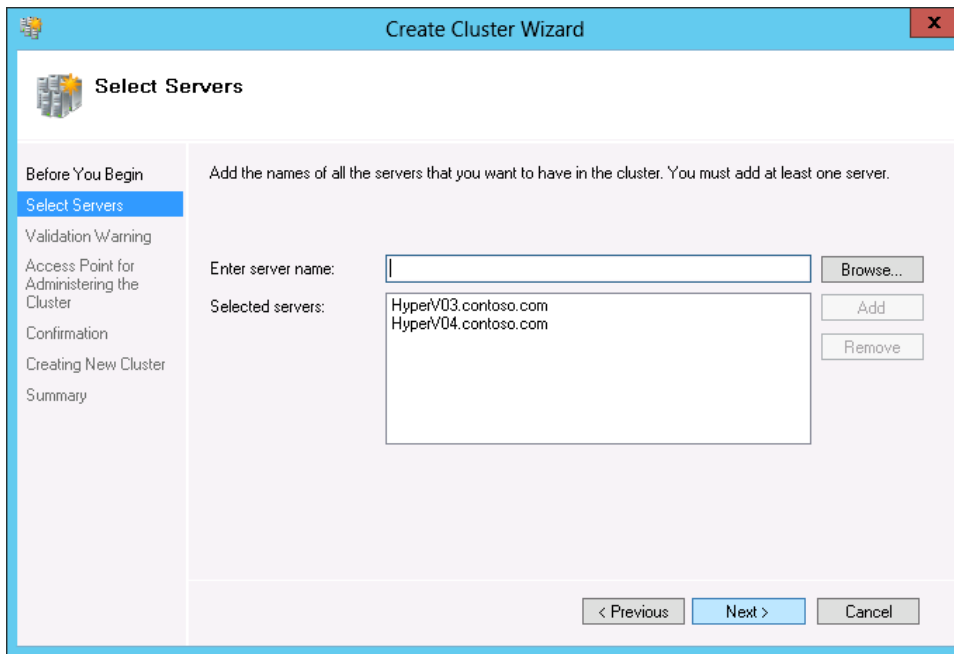 Create Cluster Wizard
x
Select Servers
Before You Begin
Select Servers
Validation Warning
Access Point for
Administering the
Cluster
Confirmation
Creating New Cluster
Summary
Add the names of all the servers that you want to have in the cluster. You must add at least one server.
Enter server name:
Browse...
Selected servers:
HyperV03.contoso.com
HyperV04.contoso.com
Add
Remove
< Previous
Next >
Cancel